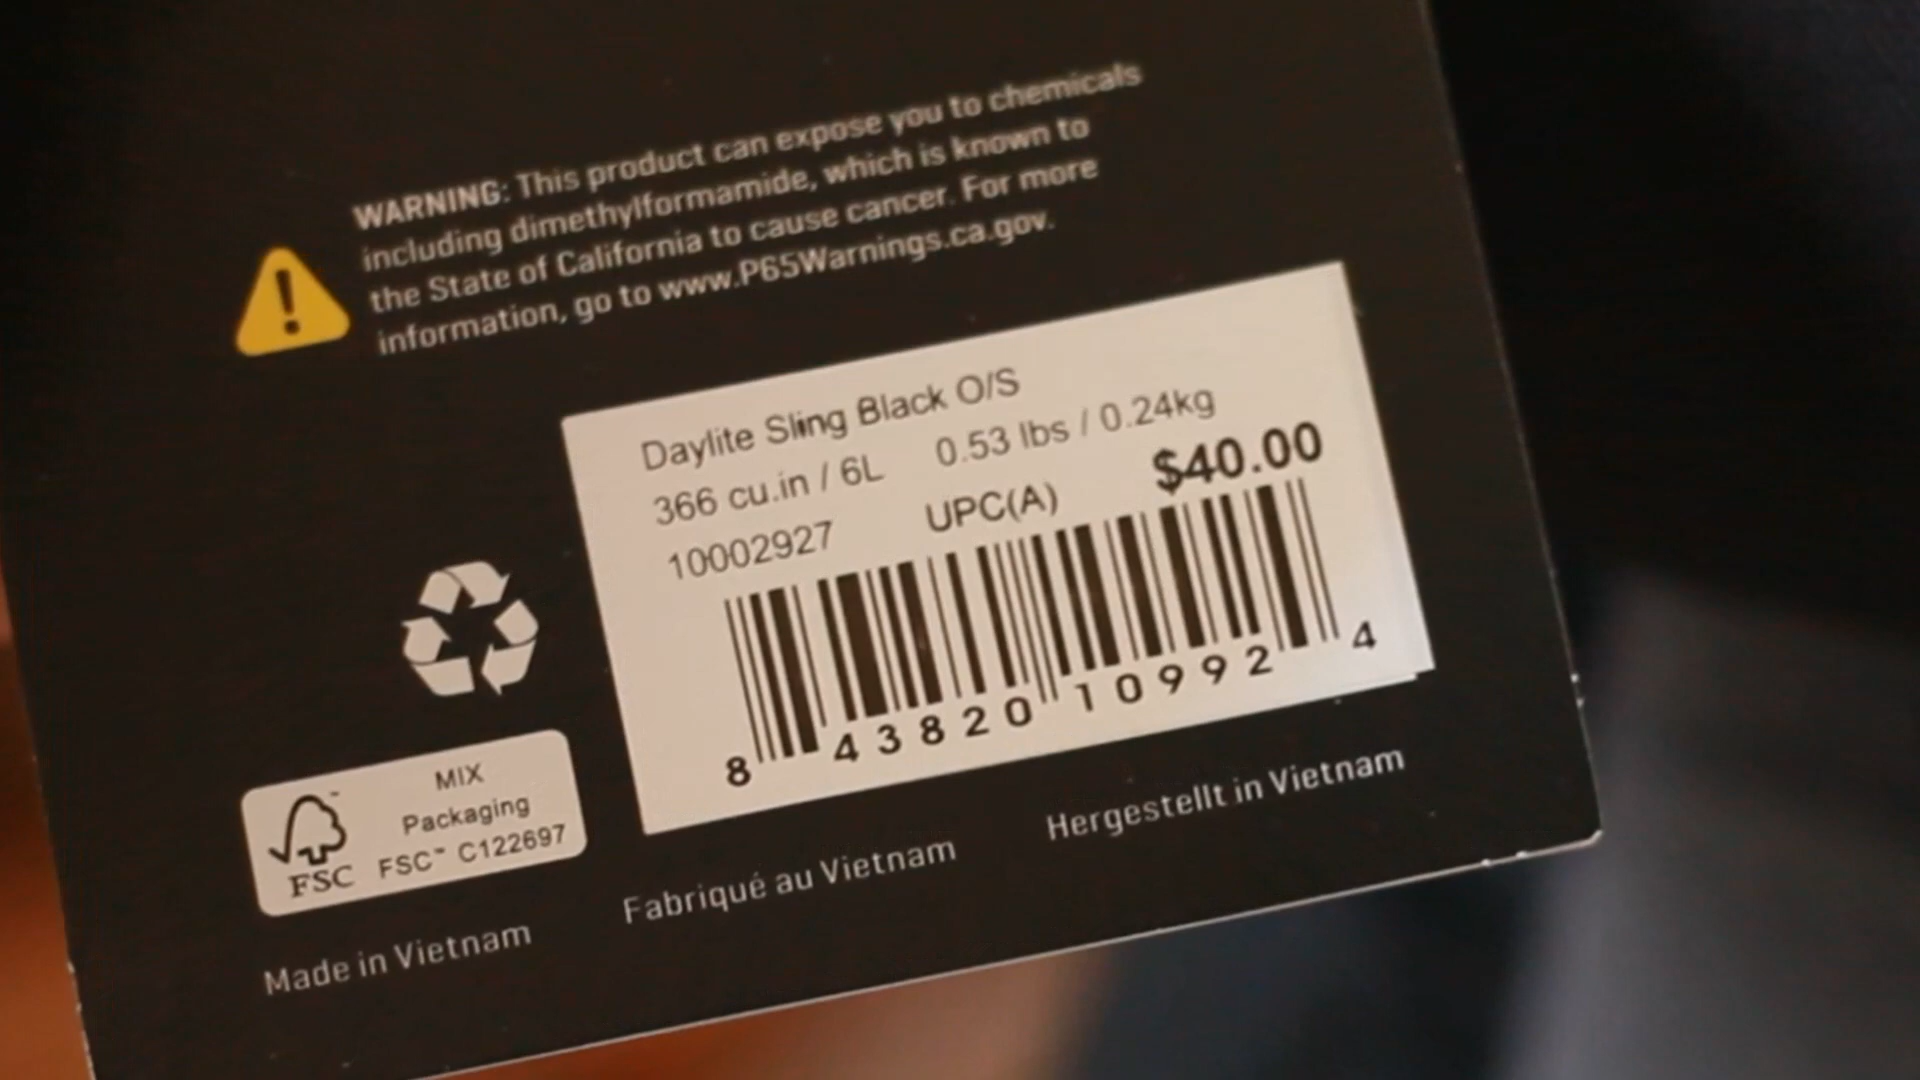 WARNING: This product can expose you to chemicals
including dimethylformamide, which is known to
the State of California to cause cancer. For more
information, go to www.P65Warnings.ca.gov.
Daylite Sling Black O/S
366 cu.in / 6L 0.53 lbs / 0.24kg
10002927 UPC(A) $40.00
8 43820 10992 4
MIX
Packaging
FSC™ C122697
FSC
Made in Vietnam
Fabriqué au Vietnam
Hergestellt in Vietnam